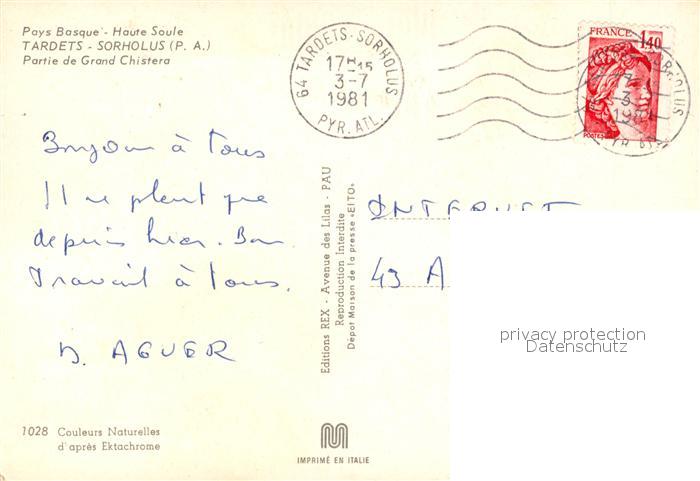 Pays Basque - Haute Soule
TARDETS - SORHOLUS (P. A.)
Partie de Grand Chistera
64 TARDETS-SORHOLUS
17H15
3-7
1981
PYR. ATL.
FRANCE
1,40
POSTES
Bonjour à tous
Il ne pleut que
depuis hier. Bon
Travail à tous.
D. AGUER
Editions REX - Avenue des Lilas - PAU
Reproduction Interdite
Dépot Maison de la presse «EITO»
INTERVET
43 A
privacy protection
Datenschutz
1028 Couleurs Naturelles
d'après Ektachrome
IMPRIMÉ EN ITALIE